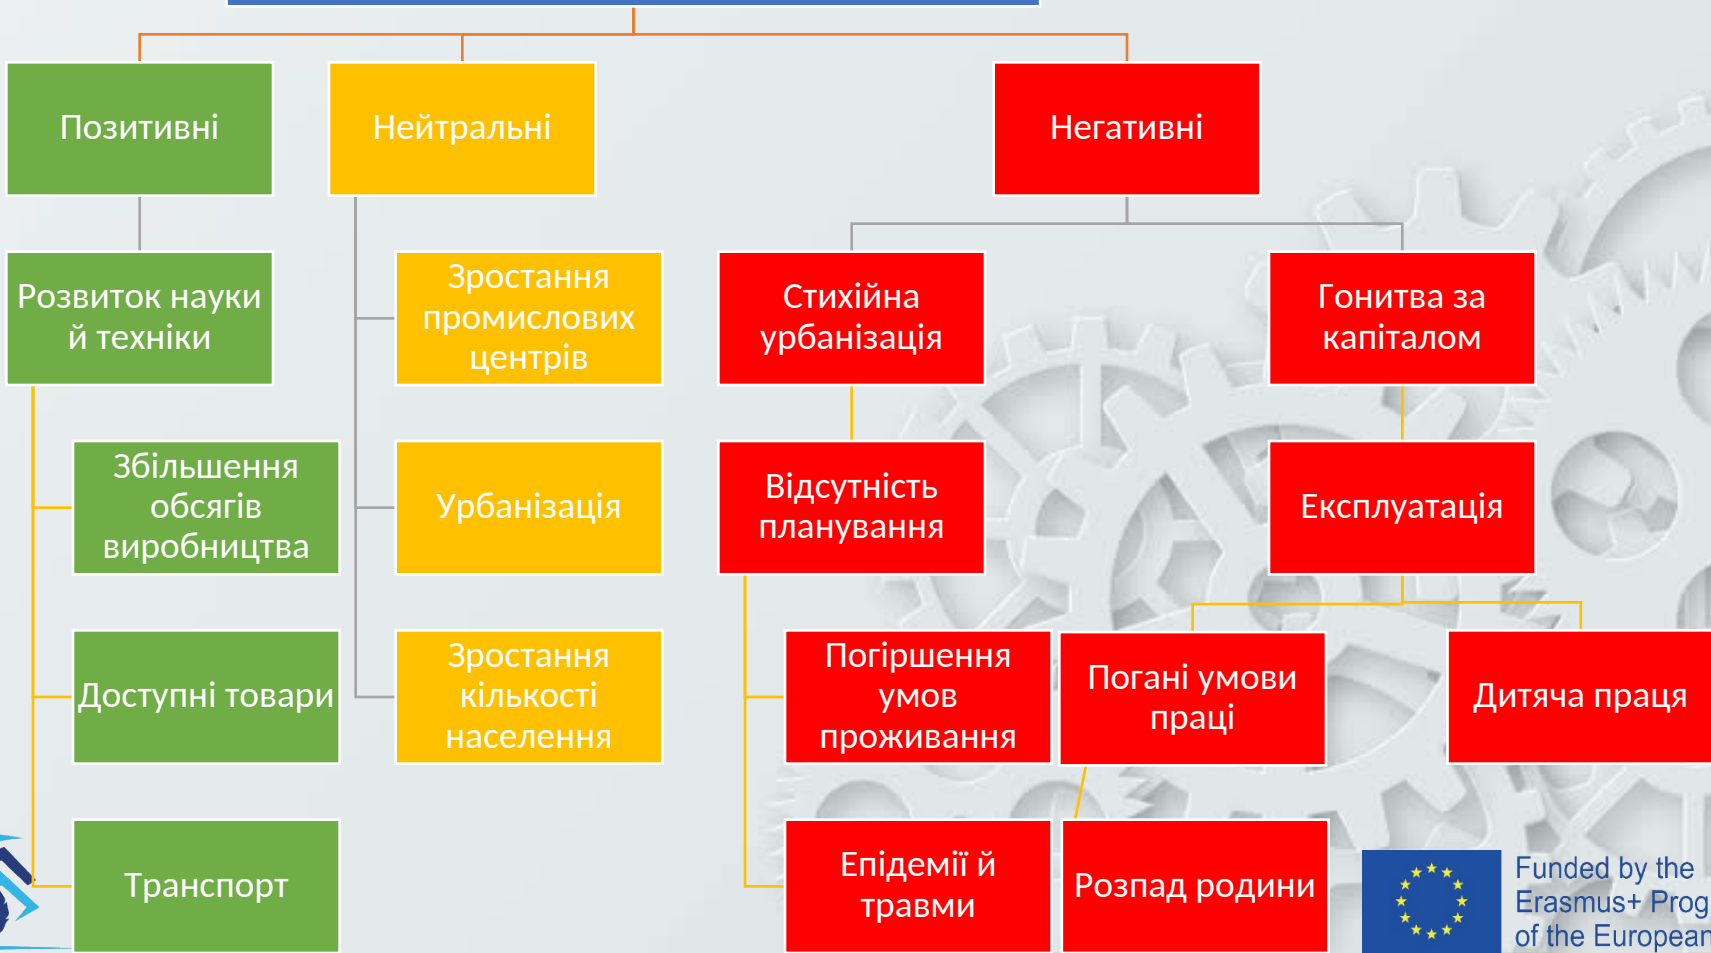 Позитивні
Нейтральні
Негативні
Розвиток науки
й техніки
Зростання
промислових
центрів
Стихійна
урбанізація
Гонитва за
капіталом
Збільшення
обсягів
виробництва
Урбанізація
Відсутність
планування
Експлуатація
Доступні товари
Зростання
кількості
населення
Погіршення
умов
проживання
Погані умови
праці
Дитяча праця
Транспорт
Епідемії й
травми
Розпад родини
Funded by the
Erasmus+ Prog
of the European